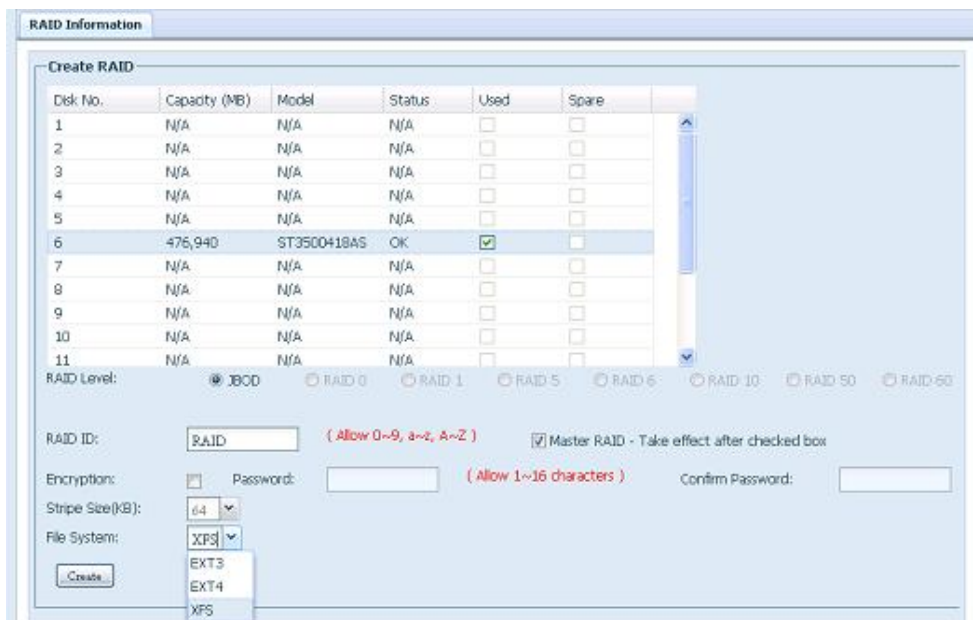 RAID Information
Create RAID
Disk No. Capacity (MB) Model Status Used Spare
1 N/A N/A N/A
2 N/A N/A N/A
3 N/A N/A N/A
4 N/A N/A N/A
5 N/A N/A N/A
6 476,940 ST3500418AS OK
7 N/A N/A N/A
8 N/A N/A N/A
9 N/A N/A N/A
10 N/A N/A N/A
11 N/A N/A N/A
RAID Level: JBOD RAID 0 RAID 1 RAID 5 RAID 6 RAID 10 RAID 50 RAID 60
RAID ID: RAID ( Allow 0~9, a~z, A~Z ) Master RAID - Take effect after checked box
Encryption: Password: ( Allow 1~16 characters ) Confirm Password:
Stripe Size(KB): 64
File System: XFS
EXT3
Create
EXT4
XFS